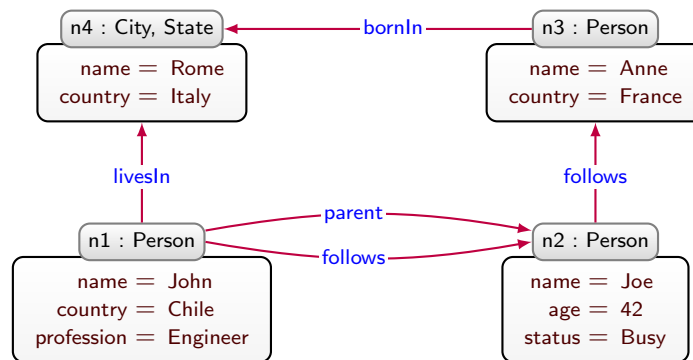 n4 : City, State
name = Rome
country = Italy
bornIn
n3 : Person
name = Anne
country = France
livesIn
follows
parent
follows
n1 : Person
name = John
country = Chile
profession = Engineer
n2 : Person
name = Joe
age = 42
status = Busy